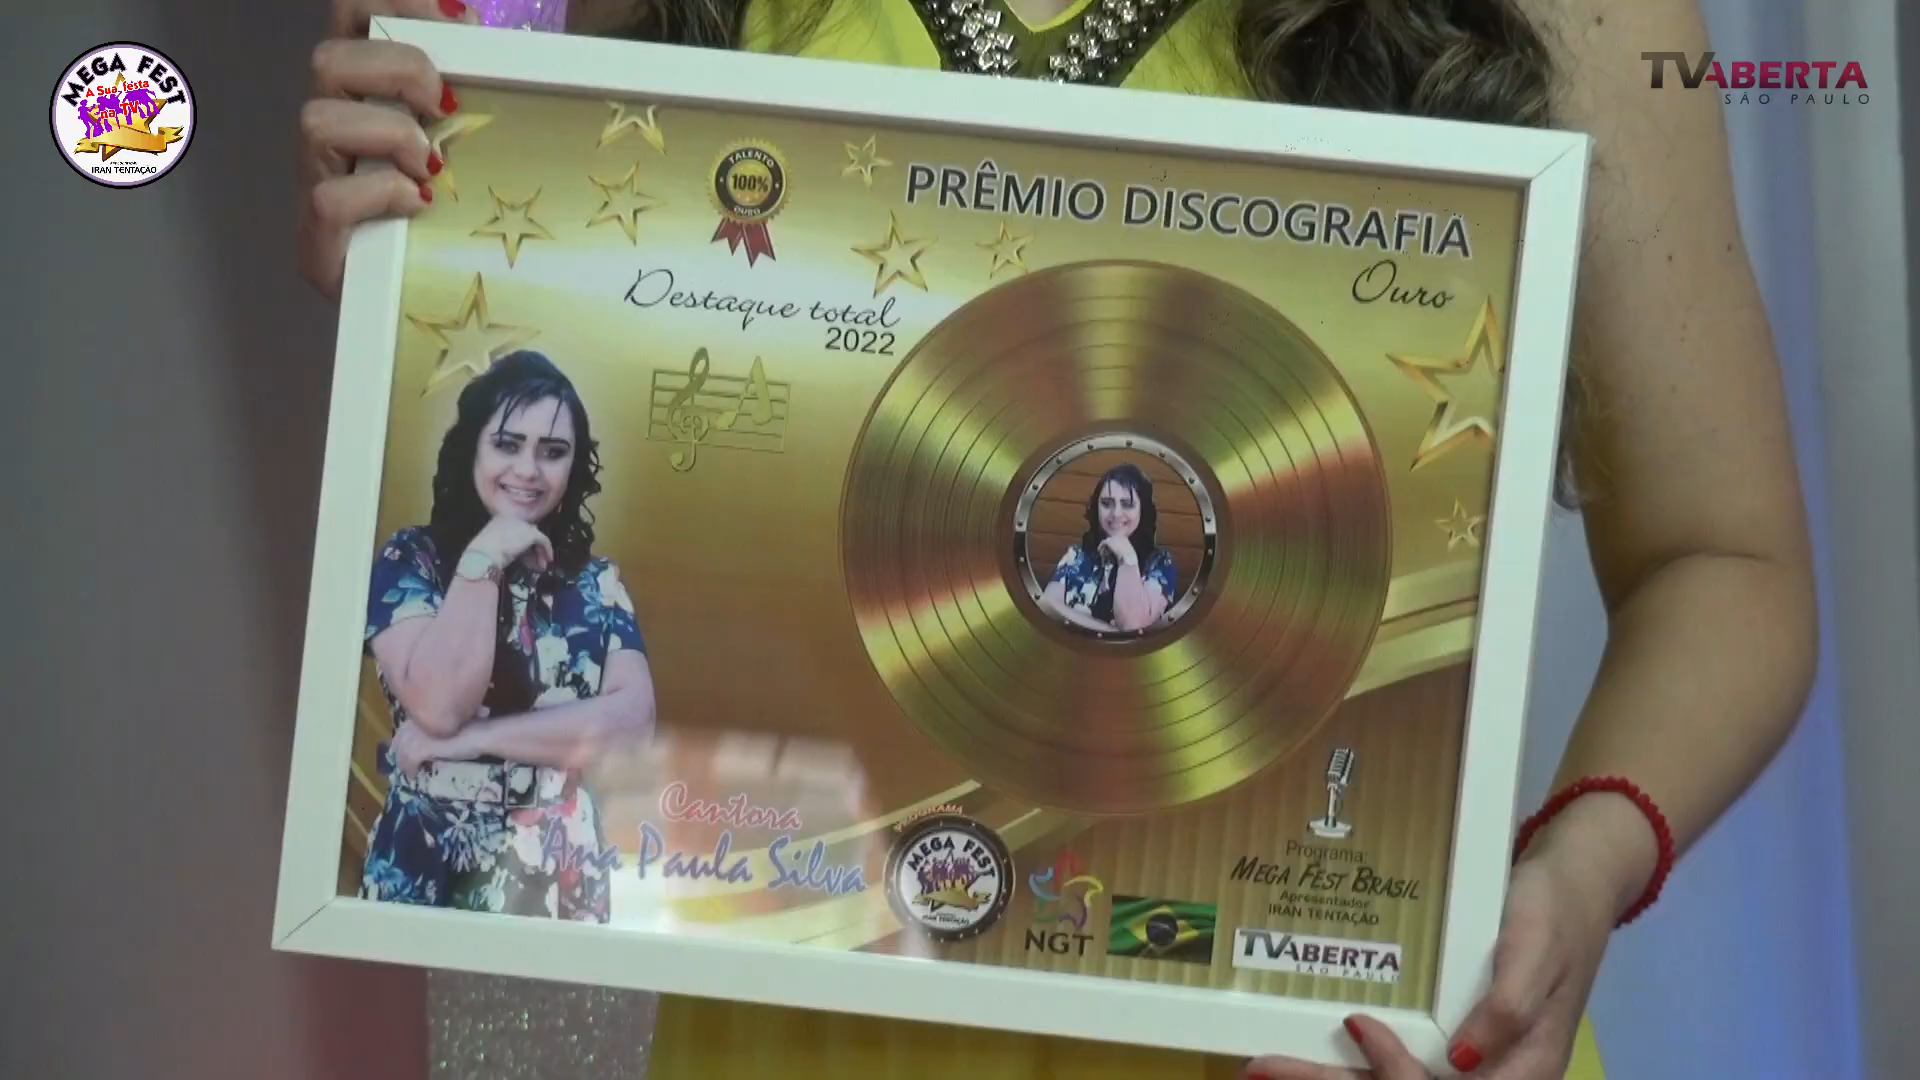 MEGA FEST
A Sua festa
na TV
IRAN TENTAÇÃO
TVABERTA
SÃO PAULO
TALENTO
100%
OURO
PRÊMIO DISCOGRAFIA
Ouro
Destaque total
2022
Cantora
Ana Paula Silva
PROGRAMA
MEGA FEST
IRAN TENTAÇÃO
NGT
Programa:
MEGA FEST BRASIL
Apresentador
IRAN TENTAÇÃO
TVABERTA
SÃO PAULO